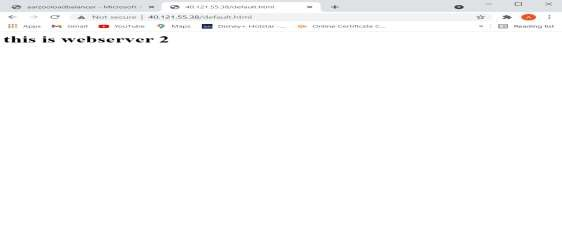 aarzooloadbalancer - Microsoft A
40.121.55.38/default.html
Not secure | 40.121.55.38/default.html
Apps Gmail YouTube Maps Disney+ Hotstar -... Online Certificate C... » Reading list
this is webserver 2